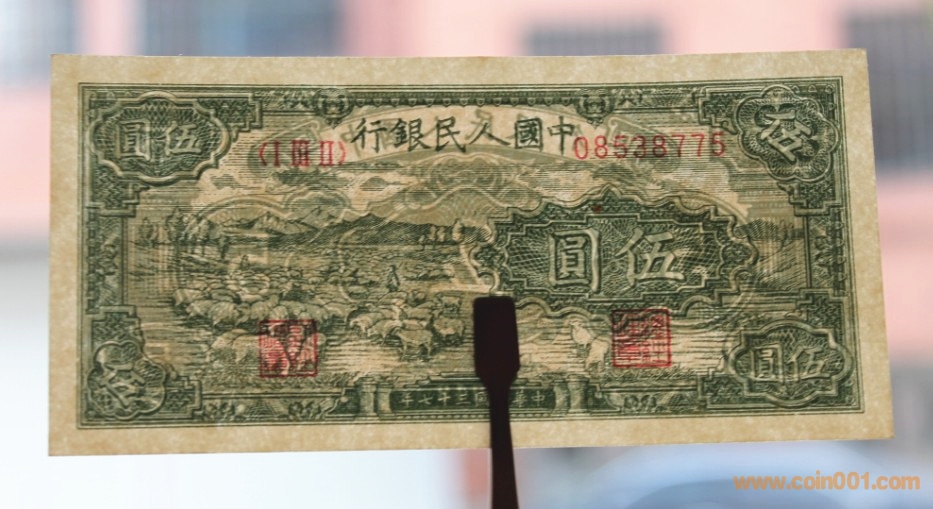 伍圓
行銀民人國中
(I III II)
08538775
伍
圓伍
伍
圓伍
年七十三國民華中
www.coin001.com